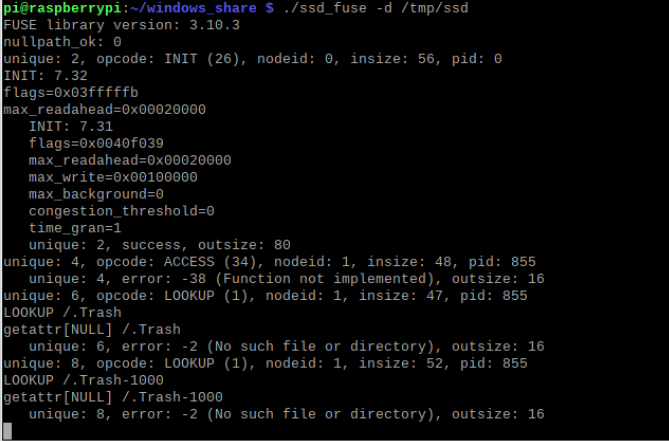 pi@raspberrypi:~/windows_share $ ./ssd_fuse -d /tmp/ssd
FUSE library version: 3.10.3
nullpath_ok: 0
unique: 2, opcode: INIT (26), nodeid: 0, insize: 56, pid: 0
INIT: 7.32
flags=0x03fffffb
max_readahead=0x00020000
   INIT: 7.31
   flags=0x0040f039
   max_readahead=0x00020000
   max_write=0x00100000
   max_background=0
   congestion_threshold=0
   time_gran=1
   unique: 2, success, outsize: 80
unique: 4, opcode: ACCESS (34), nodeid: 1, insize: 48, pid: 855
   unique: 4, error: -38 (Function not implemented), outsize: 16
unique: 6, opcode: LOOKUP (1), nodeid: 1, insize: 47, pid: 855
LOOKUP /.Trash
getattr[NULL] /.Trash
   unique: 6, error: -2 (No such file or directory), outsize: 16
unique: 8, opcode: LOOKUP (1), nodeid: 1, insize: 52, pid: 855
LOOKUP /.Trash-1000
getattr[NULL] /.Trash-1000
   unique: 8, error: -2 (No such file or directory), outsize: 16